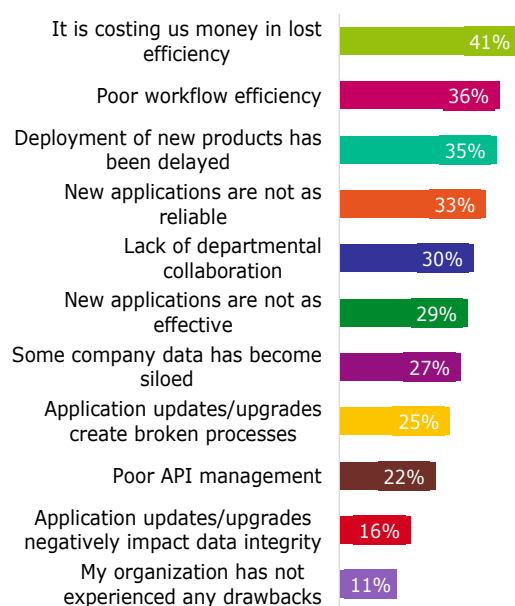 It is costing us money in lost
efficiency
41%
Poor workflow efficiency
36%
Deployment of new products has
been delayed
35%
New applications are not as
reliable
33%
Lack of departmental
collaboration
30%
New applications are not as
effective
29%
Some company data has become
siloed
27%
Application updates/upgrades
create broken processes
25%
Poor API management
22%
Application updates/upgrades
negatively impact data integrity
16%
My organization has not
experienced any drawbacks
11%